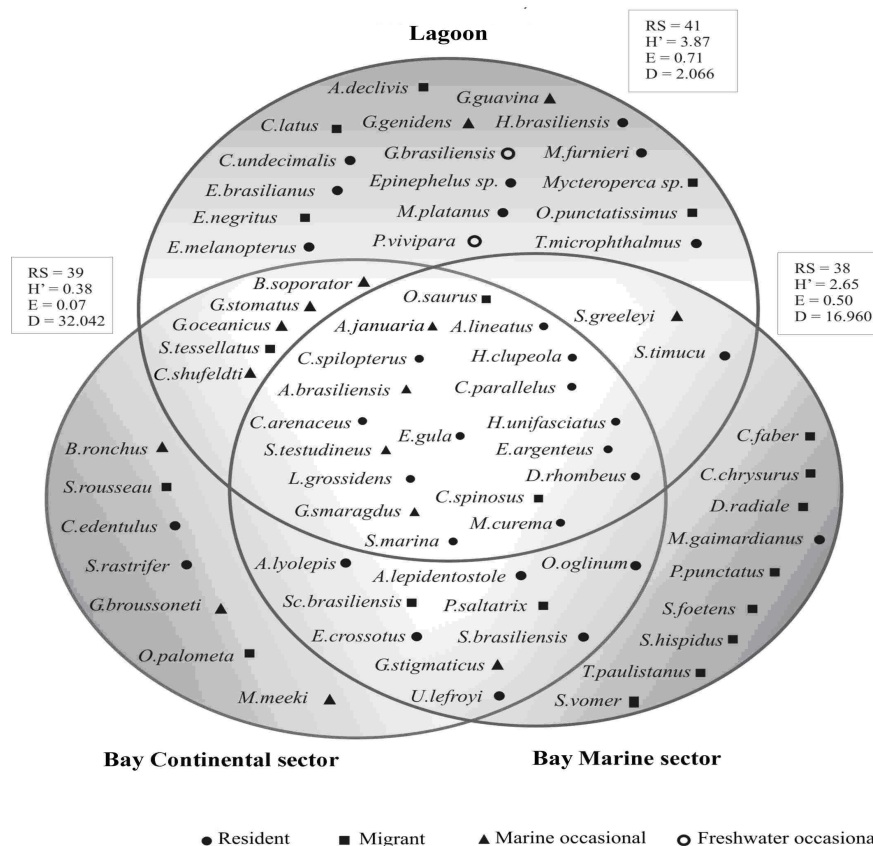 Lagoon
RS = 41
H' = 3.87
E = 0.71
D = 2.066
A.declivis
G.guavina
C.latus
G.genidens
H.brasiliensis
C.undecimalis
G.brasiliensis
M.furnieri
E.brasilianus
Epinephelus sp.
Mycteroperca sp.
E.negritus
M.platanus
O.punctatissimus
E.melanopterus
P.vivipara
T.microphthalmus
RS = 39
H' = 0.38
E = 0.07
D = 32.042
RS = 38
H' = 2.65
E = 0.50
D = 16.960
B.soporator
G.stomatus
O.saurus
G.oceanicus
A.januaria
A.lineatus
S.greeleyi
S.tessellatus
C.spilopterus
H.clupeola
S.timucu
C.shufeldti
A.brasiliensis
C.parallelus
C.arenaceus
E.gula
H.unifasciatus
B.ronchus
S.testudineus
E.argenteus
C.faber
S.rousseau
L.grossidens
D.rhombeus
C.chrysurus
C.edentulus
G.smaragdus
C.spinosus
D.radiale
S.marina
M.curema
M.gaimardianus
S.rastrifer
A.lyolepis
A.lepidentostole
O.oglinum
P.punctatus
G.broussoneti
Sc.brasiliensis
P.saltatrix
S.foetens
E.crossotus
S.brasiliensis
S.hispidus
O.palometa
G.stigmaticus
T.paulistanus
M.meeki
U.lefroyi
S.vomer
Bay Continental sector
Bay Marine sector
Resident
Migrant
Marine occasional
Freshwater occasional